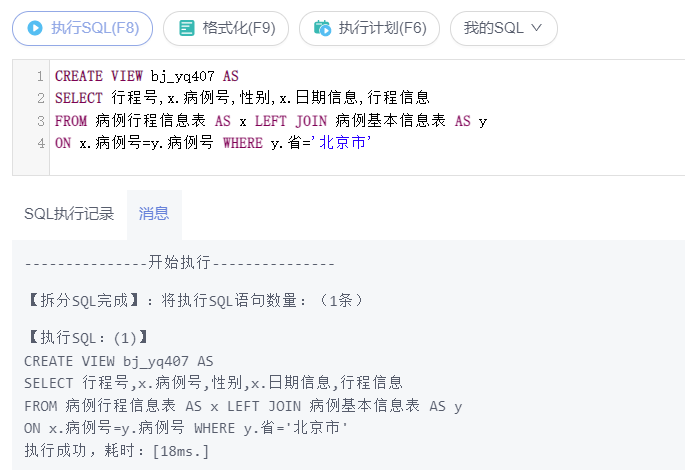 执行SQL(F8) 格式化(F9) 执行计划(F6) 我的SQL
1 CREATE VIEW bj_yq407 AS
2 SELECT 行程号,x.病例号,性别,x.日期信息,行程信息
3 FROM 病例行程信息表 AS x LEFT JOIN 病例基本信息表 AS y
4 ON x.病例号=y.病例号 WHERE y.省='北京市'
SQL执行记录 消息
---------------开始执行---------------
【拆分SQL完成】：将执行SQL语句数量：（1条）
【执行SQL：(1)】
CREATE VIEW bj_yq407 AS
SELECT 行程号,x.病例号,性别,x.日期信息,行程信息
FROM 病例行程信息表 AS x LEFT JOIN 病例基本信息表 AS y
ON x.病例号=y.病例号 WHERE y.省='北京市'
执行成功，耗时：[18ms.]